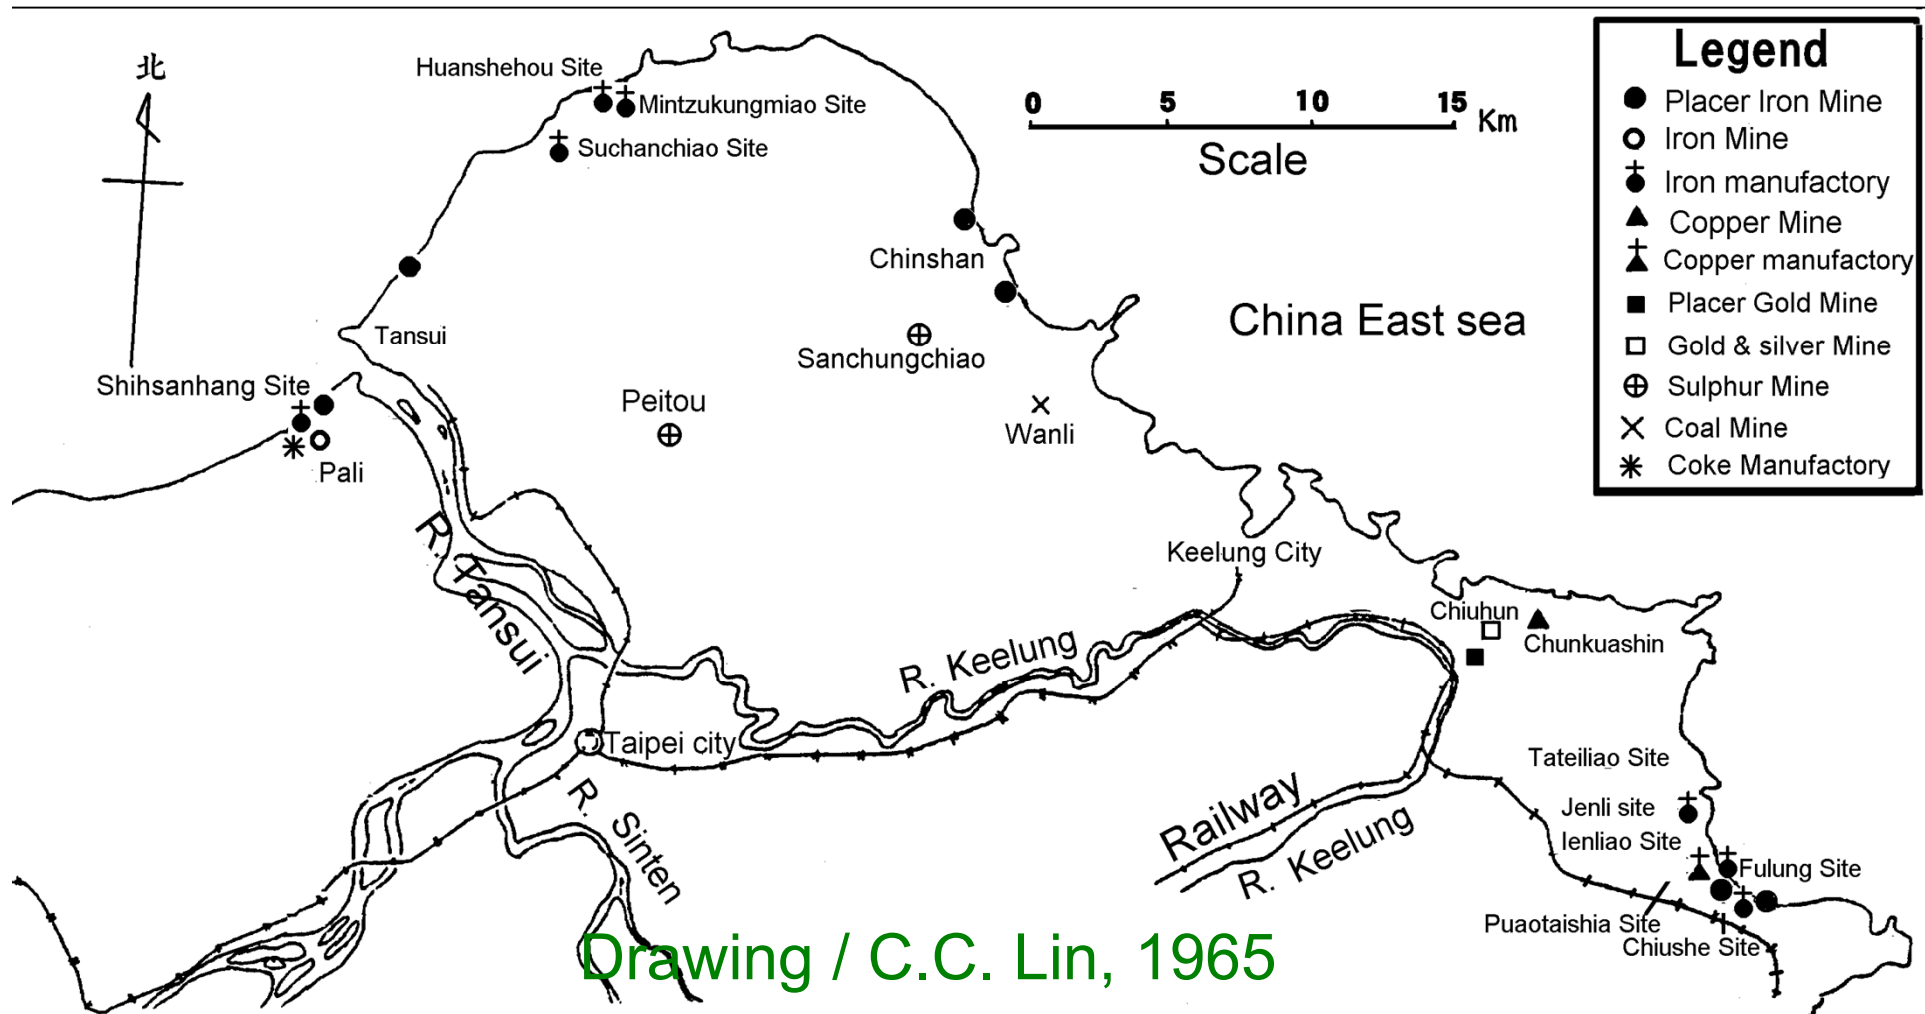 北
Huanshehou Site
Mintzukungmiao Site
Suchanchiao Site
0 5 10 15 Km
Scale
Legend
Placer Iron Mine
Iron Mine
Iron manufactory
Copper Mine
Copper manufactory
Placer Gold Mine
Gold & silver Mine
Sulphur Mine
Coal Mine
Coke Manufactory
Chinshan
China East sea
Tansui
Sanchungchiao
Shihsanhang Site
Peitou
Wanli
Pali
R. Tansui
Keelung City
Chiuhun
Chunkuashin
R. Keelung
Taipei city
Tateiliao Site
Jenli site
Ienliao Site
Railway
R. Keelung
R. Sinten
Fulung Site
Puaotaishia Site
Chiushe Site
Drawing / C.C. Lin, 1965